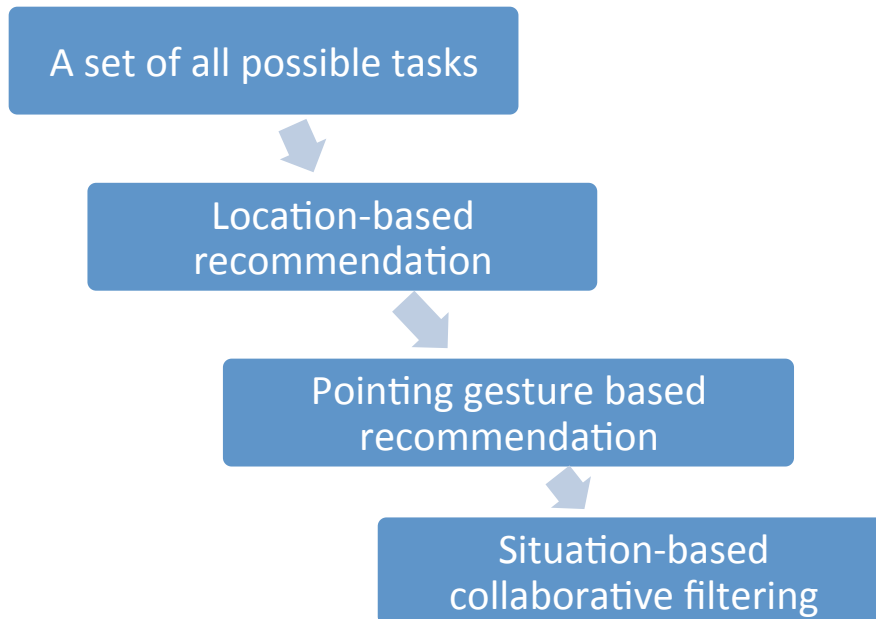 A set of all possible tasks
Location-based
recommendation
Pointing gesture based
recommendation
Situation-based
collaborative filtering